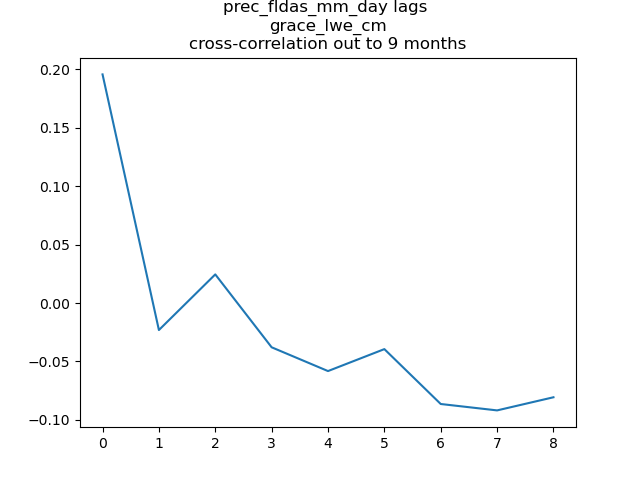 prec_fldas_mm_day lags
grace_lwe_cm
cross-correlation out to 9 months
0.20
0.15
0.10
0.05
0.00
−0.05
−0.10
0 1 2 3 4 5 6 7 8